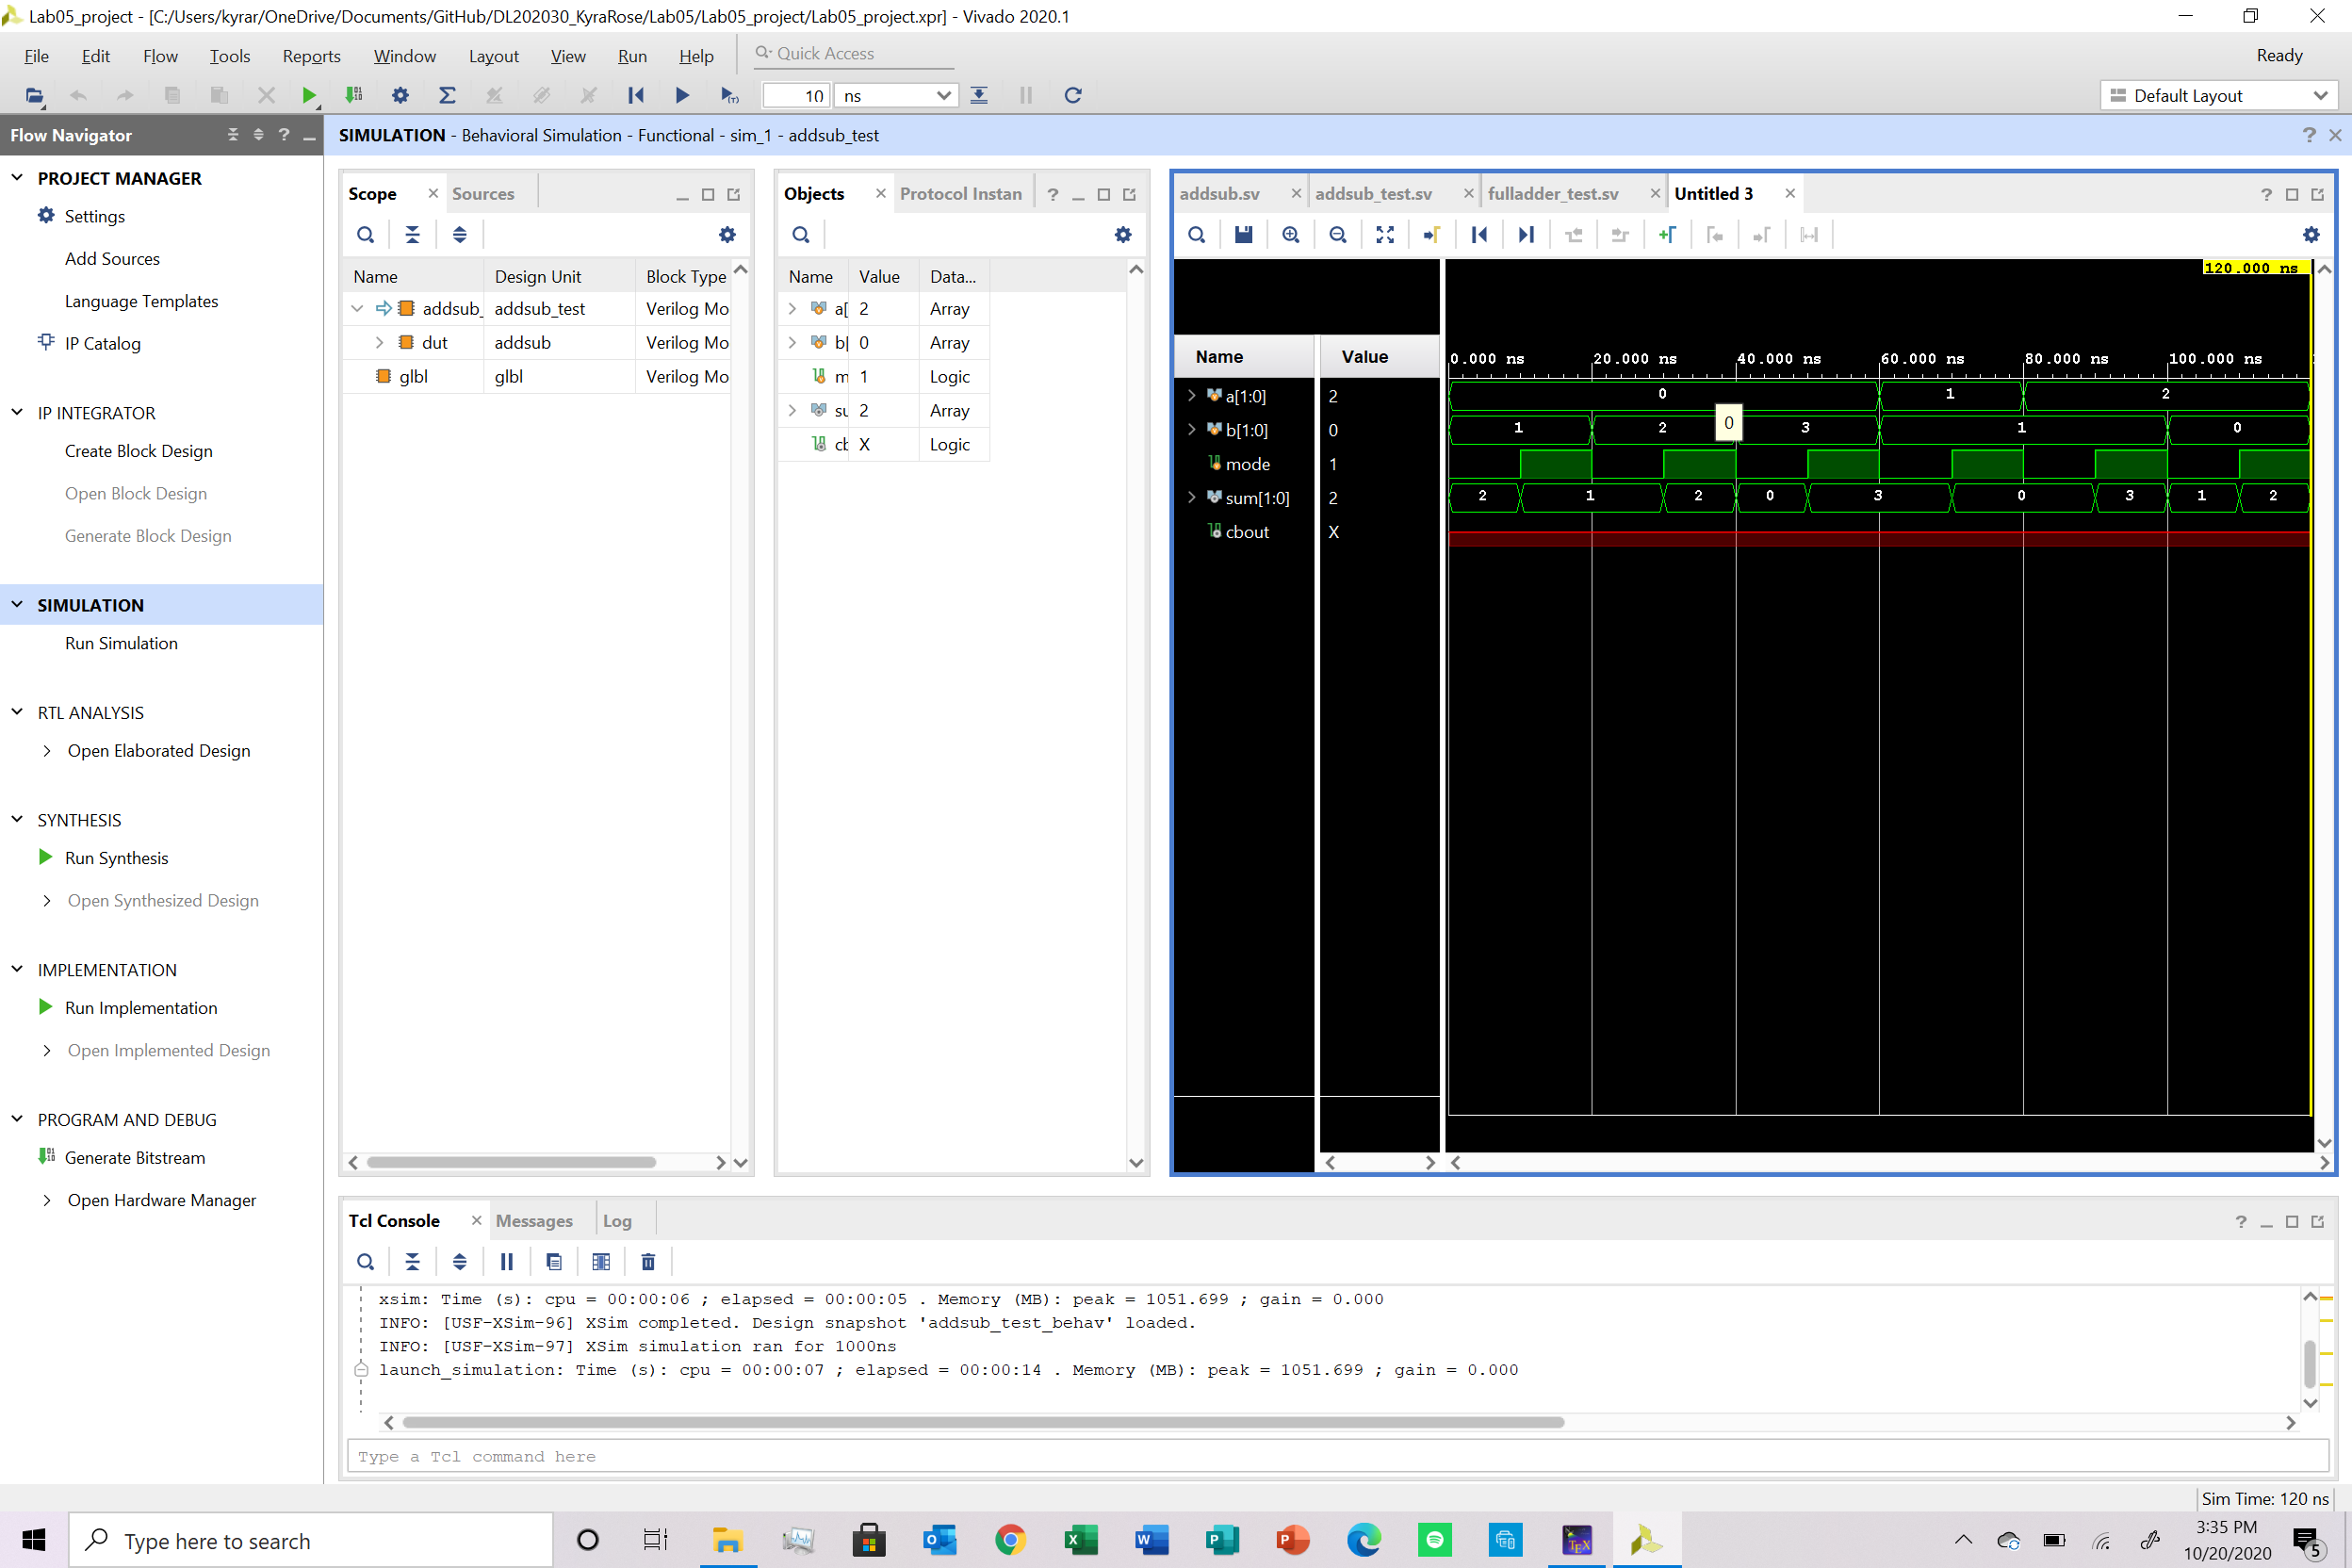 Lab05_project - [C:/Users/kyrar/OneDrive/Documents/GitHub/DL202030_KyraRose/Lab05/Lab05_project/Lab05_project.xpr] - Vivado 2020.1
File Edit Flow Tools Reports Window Layout View Run Help Quick Access Ready
10 ns Default Layout
Flow Navigator ? SIMULATION - Behavioral Simulation - Functional - sim_1 - addsub_test ?
PROJECT MANAGER
Settings
Add Sources
Language Templates
IP Catalog
IP INTEGRATOR
Create Block Design
Open Block Design
Generate Block Design
SIMULATION
Run Simulation
RTL ANALYSIS
Open Elaborated Design
SYNTHESIS
Run Synthesis
Open Synthesized Design
IMPLEMENTATION
Run Implementation
Open Implemented Design
PROGRAM AND DEBUG
Generate Bitstream
Open Hardware Manager
Scope Sources
Name Design Unit Block Type
addsub_ addsub_test Verilog Mo
dut addsub Verilog Mo
glbl glbl Verilog Mo
Objects Protocol Instan ?
Name Value Data...
a[ 2 Array
b[ 0 Array
m 1 Logic
su 2 Array
cb X Logic
addsub.sv addsub_test.sv fulladder_test.sv Untitled 3 ?
120.000 ns
Name Value 0.000 ns 20.000 ns 40.000 ns 60.000 ns 80.000 ns 100.000 ns
a[1:0] 2 0 1 2
b[1:0] 0 1 2 0 3 1 0
mode 1
sum[1:0] 2 2 1 2 0 3 0 3 1 2
cbout X
Tcl Console Messages Log ?
xsim: Time (s): cpu = 00:00:06 ; elapsed = 00:00:05 . Memory (MB): peak = 1051.699 ; gain = 0.000
INFO: [USF-XSim-96] XSim completed. Design snapshot 'addsub_test_behav' loaded.
INFO: [USF-XSim-97] XSim simulation ran for 1000ns
launch_simulation: Time (s): cpu = 00:00:07 ; elapsed = 00:00:14 . Memory (MB): peak = 1051.699 ; gain = 0.000
Type a Tcl command here
Sim Time: 120 ns
Type here to search
3:35 PM
10/20/2020
5